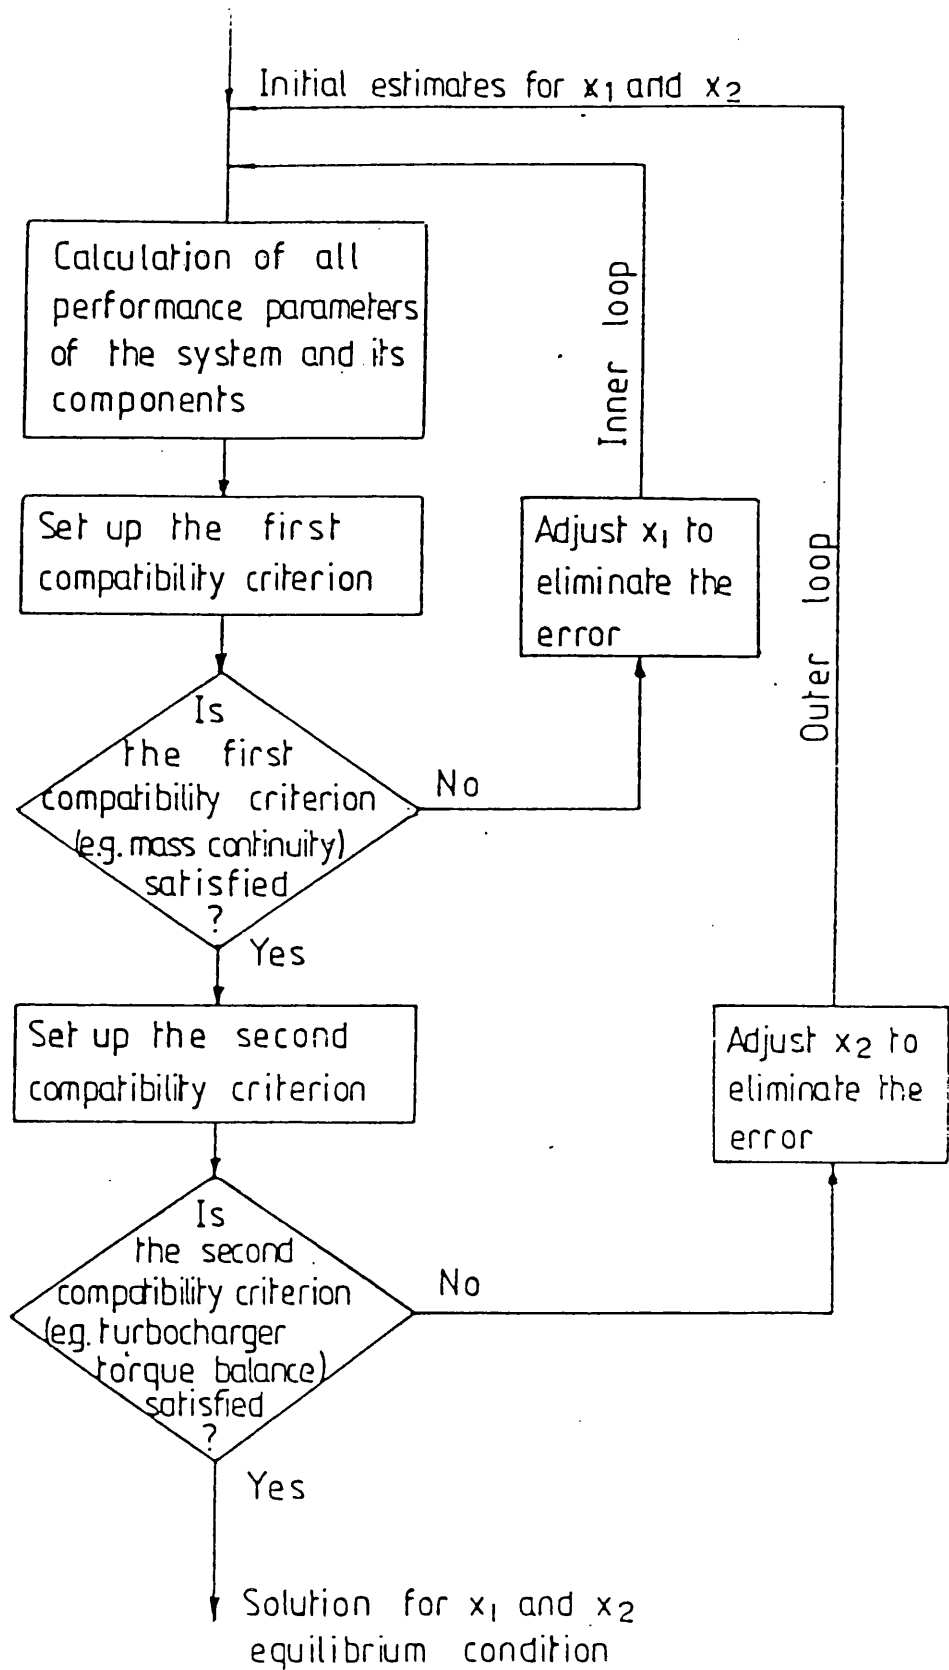 Initial estimates for x1 and x2
Calculation of all
performance parameters
of the system and its
components
Inner loop
Set up the first
compatibility criterion
Adjust x1 to
eliminate the
error
Outer loop
Is
the first
compatibility criterion
(e.g. mass continuity)
satisfied
?
No
Yes
Set up the second
compatibility criterion
Adjust x2 to
eliminate the
error
Is
the second
compatibility criterion
(e.g. turbocharger
torque balance)
satisfied
?
No
Yes
Solution for x1 and x2
equilibrium condition